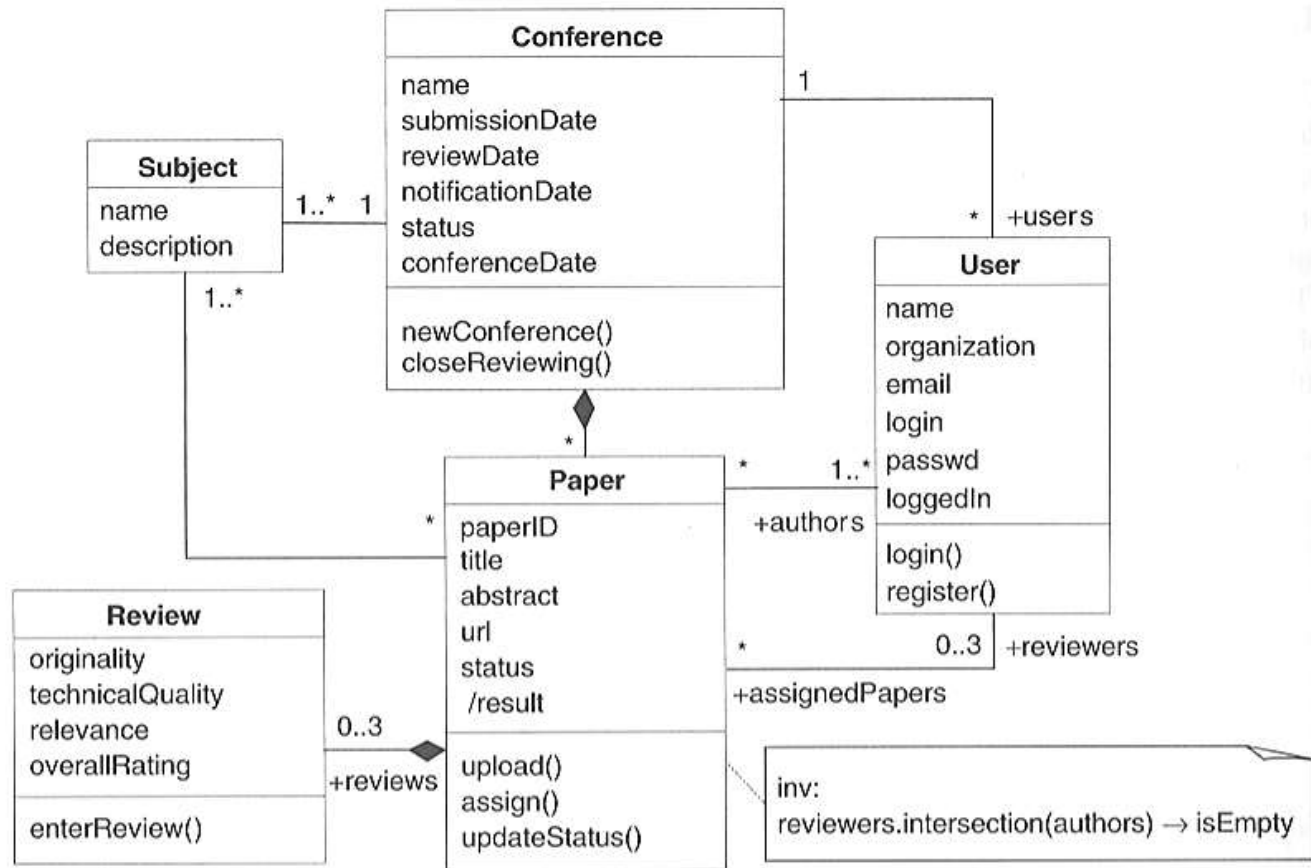 Conference
name
submissionDate
reviewDate
notificationDate
status
conferenceDate
newConference()
closeReviewing()
1
*
+users
Subject
name
description
1..* 1
1..*
*
*
User
name
organization
email
login
passwd
loggedIn
login()
register()
* 1..*
+authors
* 0..3 +reviewers
+assignedPapers
Paper
paperID
title
abstract
url
status
/result
upload()
assign()
updateStatus()
Review
originality
technicalQuality
relevance
overallRating
enterReview()
0..3
+reviews
inv:
reviewers.intersection(authors) → isEmpty